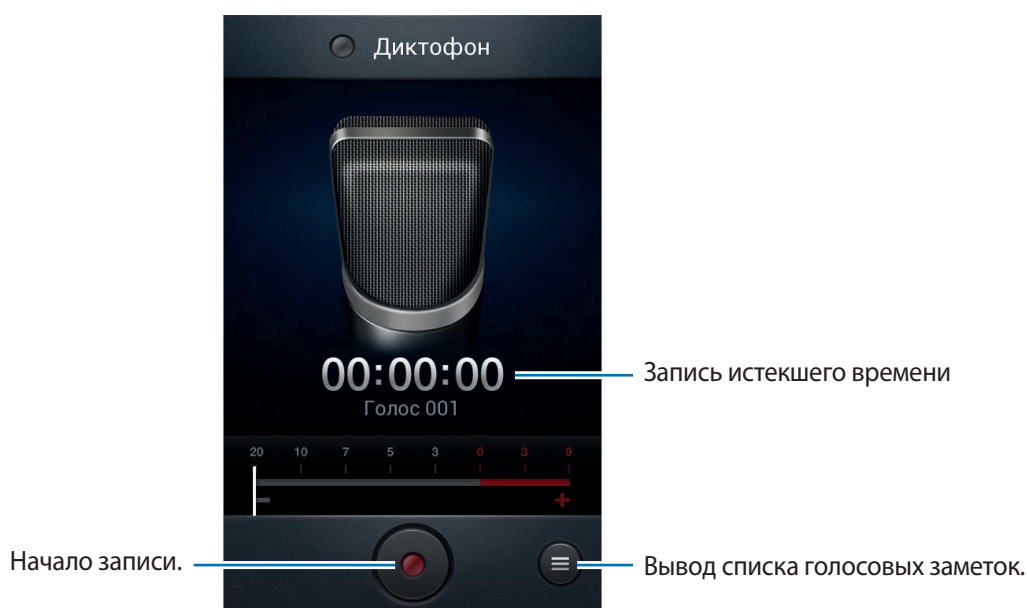 Диктофон
00:00:00
Запись истекшего времени
Голос 001
20 10 7 5 3 0 3 9
− +
Начало записи.
Вывод списка голосовых заметок.